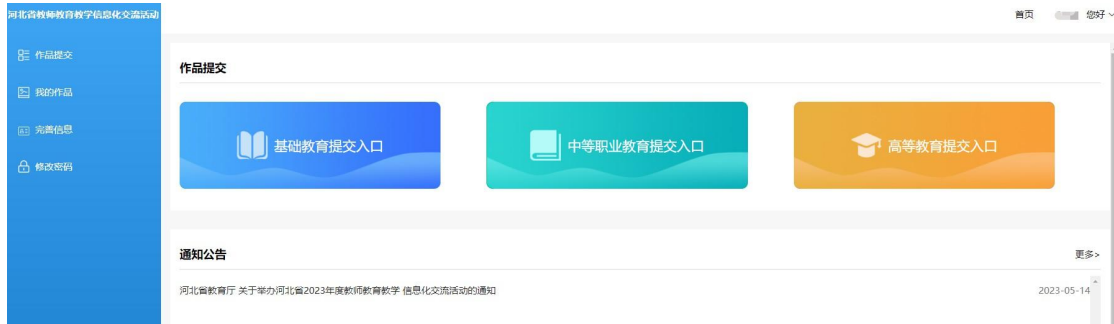 河北省教师教育教学信息化交流活动
首页 您好
作品提交
我的作品
完善信息
修改密码
作品提交
基础教育提交入口
中等职业教育提交入口
高等教育提交入口
通知公告 更多>
河北省教育厅 关于举办河北省2023年度教师教育教学 信息化交流活动的通知 2023-05-14